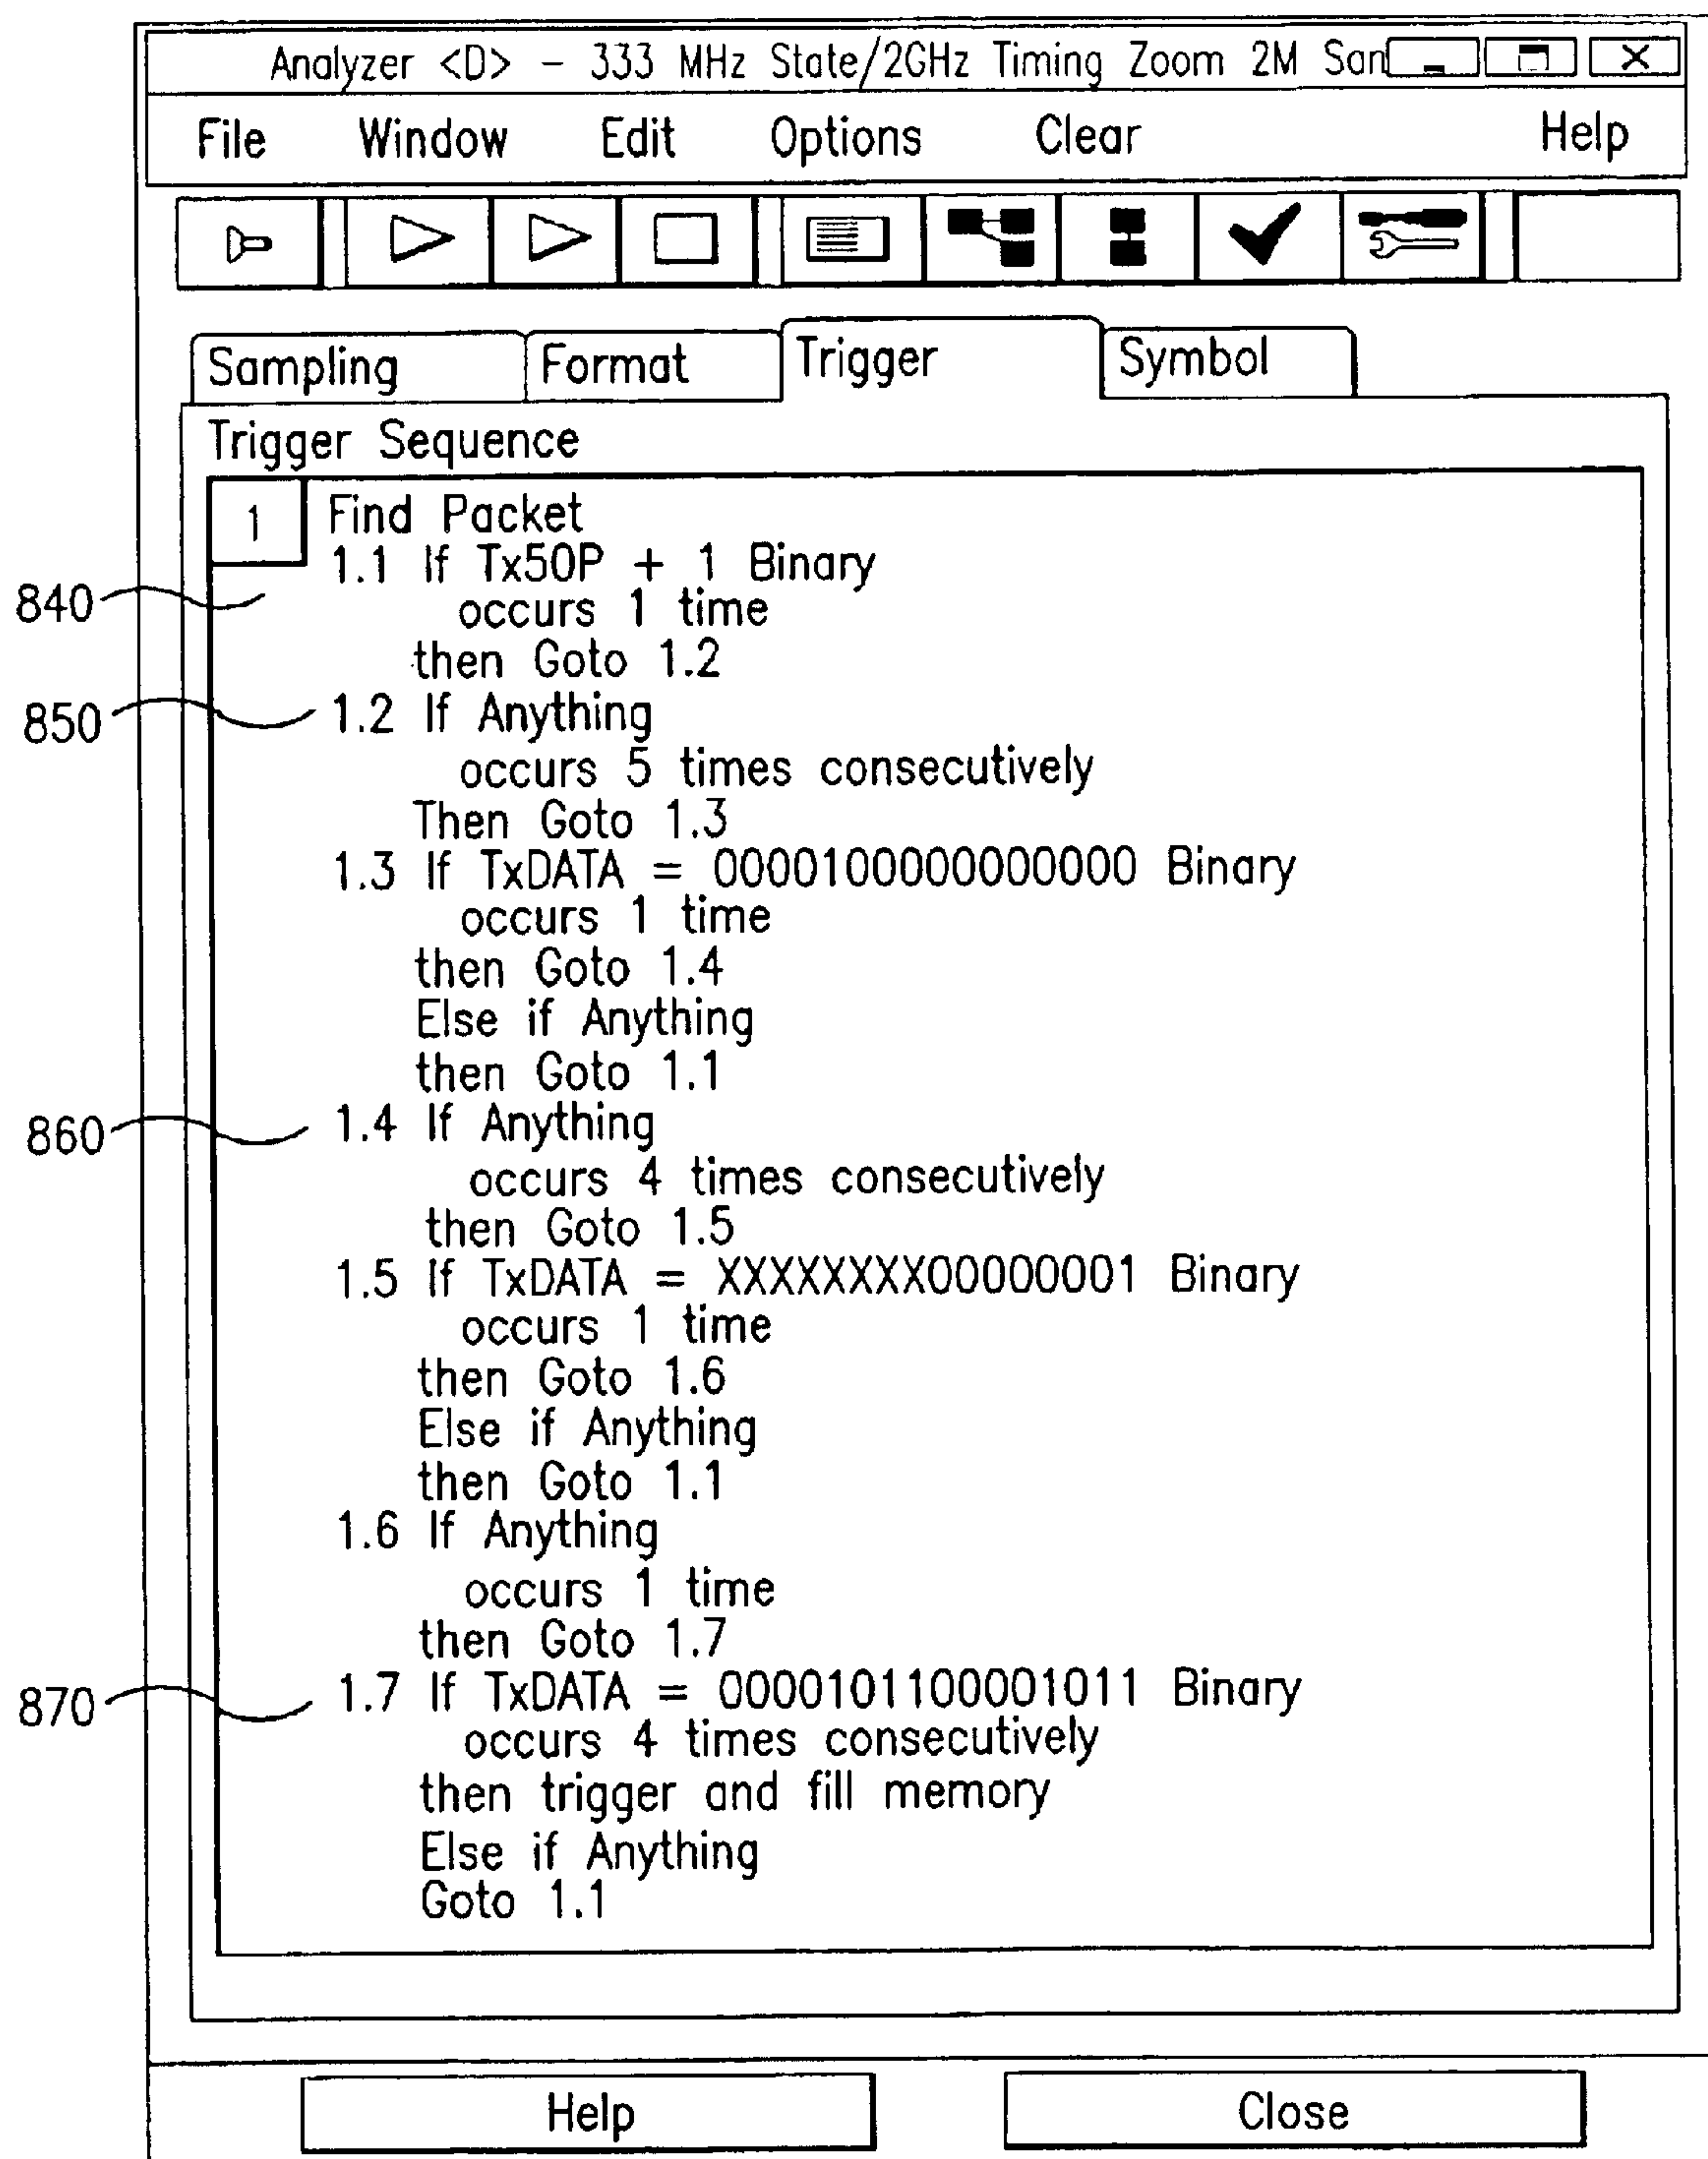 Analyzer <D> - 333 MHz State/2GHz Timing Zoom 2M San
File Window Edit Options Clear Help
Sampling Format Trigger Symbol
Trigger Sequence
1 Find Packet
1.1 If Tx50P + 1 Binary
840
occurs 1 time
then Goto 1.2
850 1.2 If Anything
occurs 5 times consecutively
Then Goto 1.3
1.3 If TxDATA = 0000100000000000 Binary
occurs 1 time
then Goto 1.4
Else if Anything
then Goto 1.1
860 1.4 If Anything
occurs 4 times consecutively
then Goto 1.5
1.5 If TxDATA = XXXXXXXX00000001 Binary
occurs 1 time
then Goto 1.6
Else if Anything
then Goto 1.1
1.6 If Anything
occurs 1 time
then Goto 1.7
870 1.7 If TxDATA = 0000101100001011 Binary
occurs 4 times consecutively
then trigger and fill memory
Else if Anything
Goto 1.1
Help Close